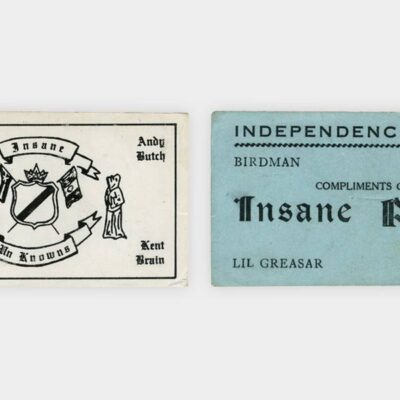 Insane
Un Knowns
Andy
Butch
Kent
Brain
INDEPENDENC
BIRDMAN
COMPLIMENTS
Insane
LIL GREASAR